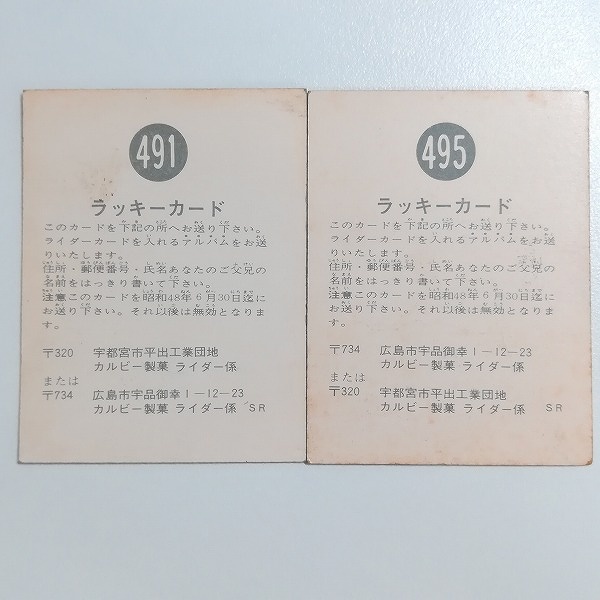 491
ラッキーカード
このカードを下記の所へお送り下さい。
ライダーカードを入れるアルバムをお送
りいたします。
住所・郵便番号・氏名あなたのご父兄の
名前をはっきり書いて下さい。
注意このカードを昭和48年6月30日迄に
お送り下さい。それ以後は無効となりま
す。
〒320 宇都宮市平出工業団地
カルビー製菓 ライダー係
または
〒734 広島市宇品御幸1-12-23
カルビー製菓 ライダー係 SR
495
ラッキーカード
このカードを下記の所へお送り下さい。
ライダーカードを入れるアルバムをお送
りいたします。
住所・郵便番号・氏名あなたのご父兄の
名前をはっきり書いて下さい。
注意このカードを昭和48年6月30日迄に
お送り下さい。それ以後は無効となりま
す。
〒734 広島市宇品御幸1-12-23
カルビー製菓 ライダー係
または
〒320 宇都宮市平出工業団地
カルビー製菓 ライダー係 SR